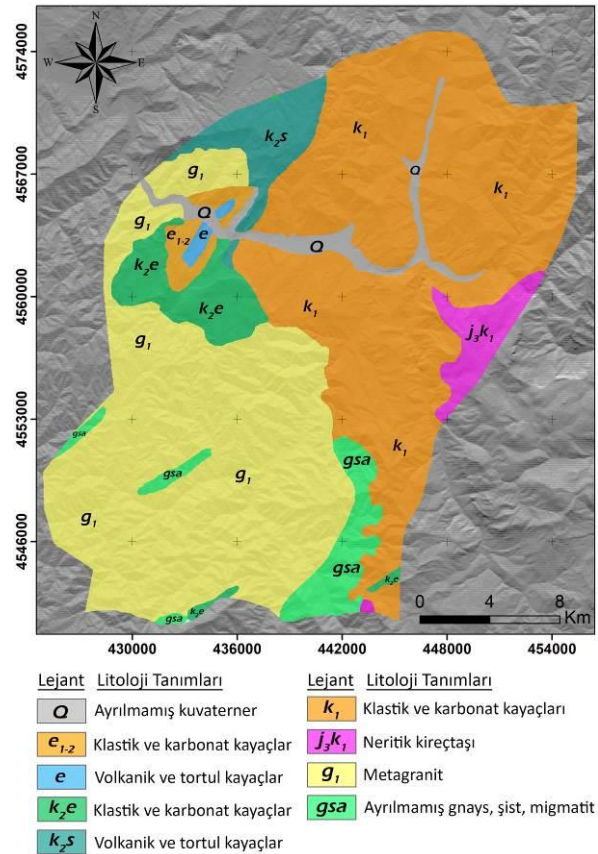 N
W E
S
4574000
4567000
4560000
4553000
4546000
k₁
k₂s
g₁
k₁
Q
k₁
g₁
Q
e₁₋₂ e
Q
k₂e
k₂e
k₁
j₃k₁
g₁
gsa
gsa
g₁
gsa
k₁
g₁
gsa
k₂e
gsa k₂e
0 4 8
Km
430000 436000 442000 448000 454000
Lejant Litoloji Tanımları
Q Ayrılmamış kuvaterner
e₁₋₂ Klastik ve karbonat kayaçlar
e Volkanik ve tortul kayaçlar
k₂e Klastik ve karbonat kayaçlar
k₂s Volkanik ve tortul kayaçlar
Lejant Litoloji Tanımları
k₁ Klastik ve karbonat kayaçları
j₃k₁ Neritik kireçtaşı
g₁ Metagranit
gsa Ayrılmamış gnays, şist, migmatit